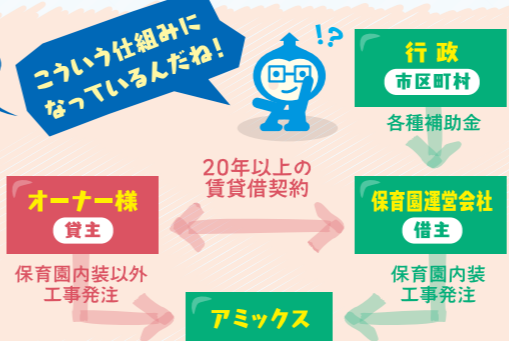 こういう仕組みに
なっているんだね!
!?
行政
市区町村
各種補助金
20年以上の
賃貸借契約
オーナー様
貸主
保育園運営会社
借主
保育園内装以外
工事発注
保育園内装
工事発注
アミックス